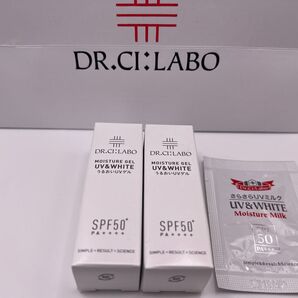 DR.CI:LABO
DR.CI:LABO
MOISTURE GEL
UV&WHITE
うるおいUVゲル
SPF50+
PA++++
SIMPLE×RESULT×SCIENCE
DR.CI:LABO
MOISTURE GEL
UV&WHITE
うるおいUVゲル
SPF50+
PA++++
SIMPLE×RESULT×SCIENCE
Dr.Ci:Labo
さらさらUVミルク
UV&WHITE
Moisture Milk
50